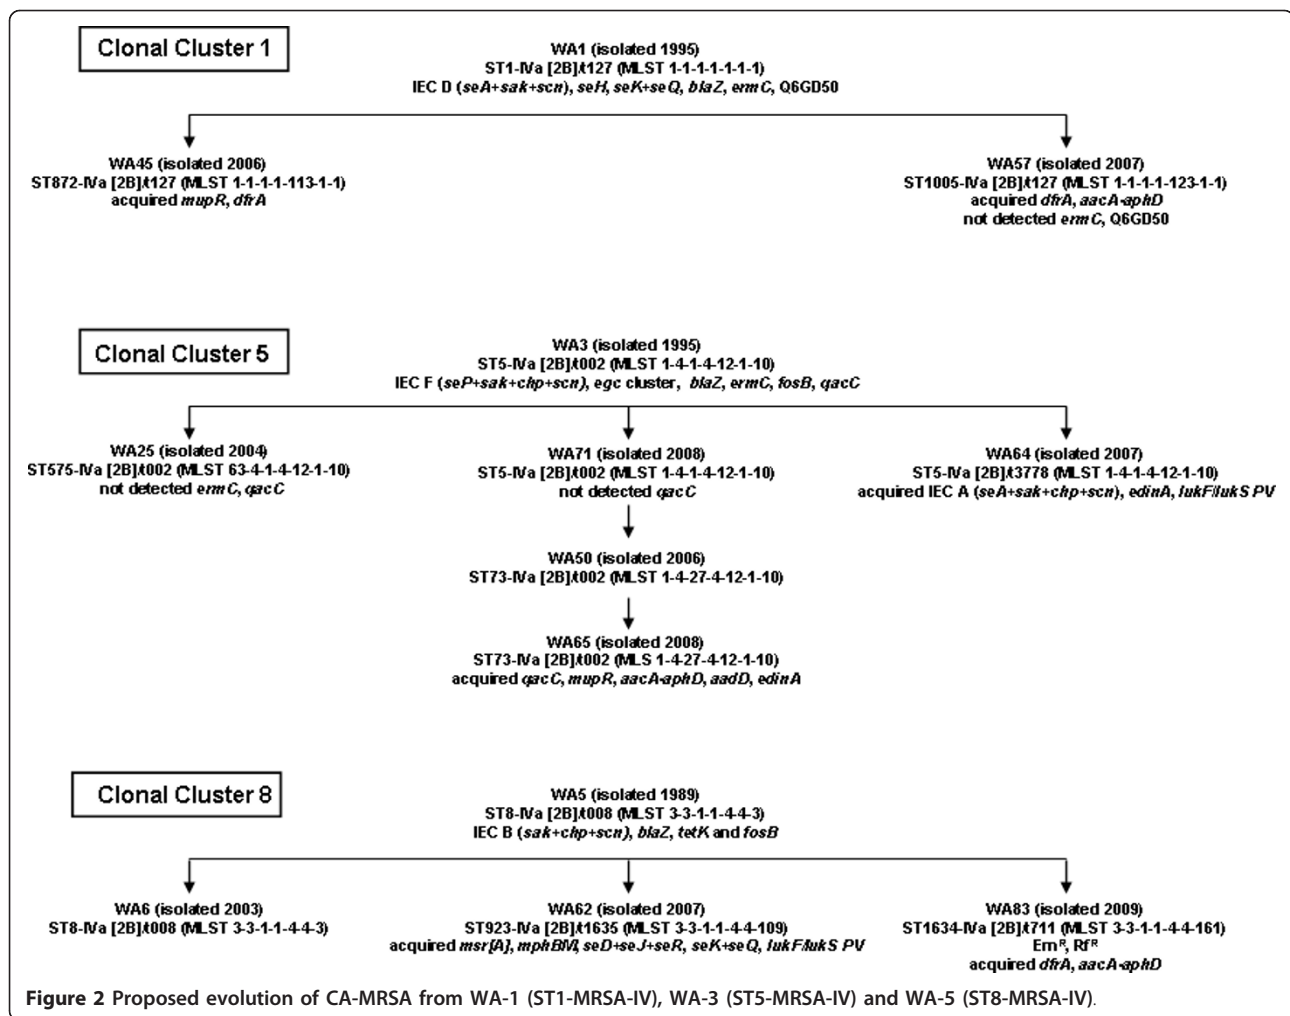 Clonal Cluster 1
WA1 (isolated 1995)
ST1-IVa [2B]/t127 (MLST 1-1-1-1-1-1-1)
IEC D (seA+sak+scn), seH, seK+seQ, blaZ, ermC, Q6GD50
WA45 (isolated 2006)
ST872-IVa [2B]/t127 (MLST 1-1-1-1-113-1-1)
acquired mupR, dfrA
WA57 (isolated 2007)
ST1005-IVa [2B]/t127 (MLST 1-1-1-1-123-1-1)
acquired dfrA, aacA-aphD
not detected ermC, Q6GD50
Clonal Cluster 5
WA3 (isolated 1995)
ST5-IVa [2B]/t002 (MLST 1-4-1-4-12-1-10)
IEC F (seP+sak+chp+scn), egc cluster, blaZ, ermC, fosB, qacC
WA25 (isolated 2004)
ST575-IVa [2B]/t002 (MLST 63-4-1-4-12-1-10)
not detected ermC, qacC
WA71 (isolated 2008)
ST5-IVa [2B]/t002 (MLST 1-4-1-4-12-1-10)
not detected qacC
WA64 (isolated 2007)
ST5-IVa [2B]/t3778 (MLST 1-4-1-4-12-1-10)
acquired IEC A (seA+sak+chp+scn), edinA, lukF/lukS PV
WA50 (isolated 2006)
ST73-IVa [2B]/t002 (MLST 1-4-27-4-12-1-10)
WA65 (isolated 2008)
ST73-IVa [2B]/t002 (MLS 1-4-27-4-12-1-10)
acquired qacC, mupR, aacA-aphD, aadD, edinA
Clonal Cluster 8
WA5 (isolated 1989)
ST8-IVa [2B]/t008 (MLST 3-3-1-1-4-4-3)
IEC B (sak+chp+scn), blaZ, tetK and fosB
WA6 (isolated 2003)
ST8-IVa [2B]/t008 (MLST 3-3-1-1-4-4-3)
WA62 (isolated 2007)
ST923-IVa [2B]/t1635 (MLST 3-3-1-1-4-4-109)
acquired msr[A], mphBM, seD+seJ+seR, seK+seQ, lukF/lukS PV
WA83 (isolated 2009)
ST1634-IVa [2B]/t711 (MLST 3-3-1-1-4-4-161)
Emᴿ, Rfᴿ
acquired dfrA, aacA-aphD
Figure 2 Proposed evolution of CA-MRSA from WA-1 (ST1-MRSA-IV), WA-3 (ST5-MRSA-IV) and WA-5 (ST8-MRSA-IV).